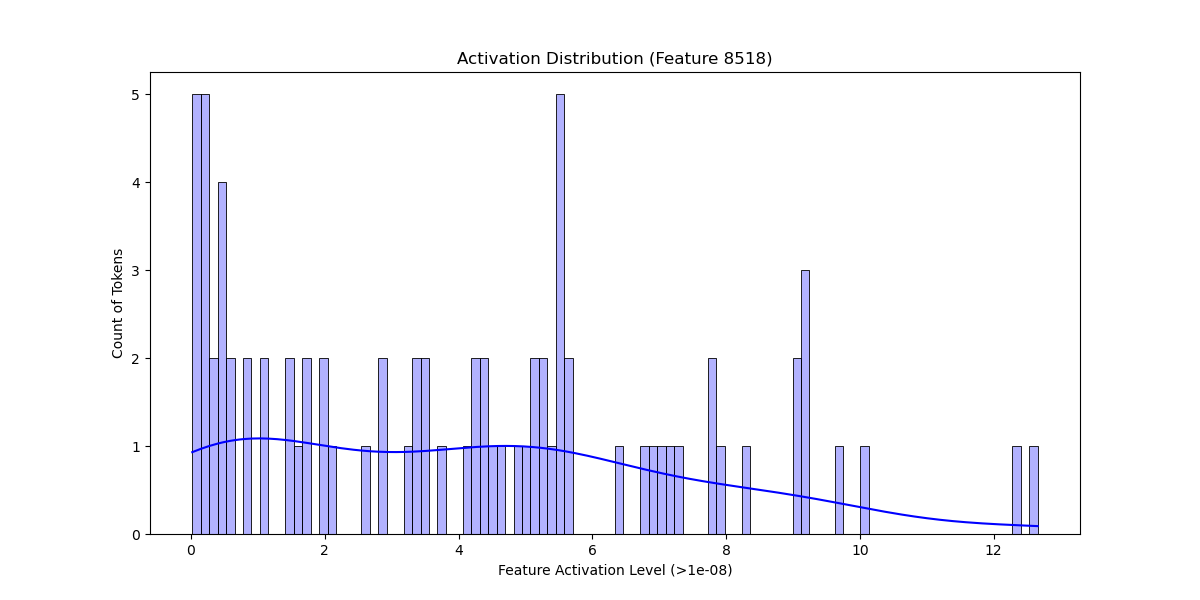 Activation Distribution (Feature 8518)
5
4
3
2
1
0
Count of Tokens
0 2 4 6 8 10 12
Feature Activation Level (>1e-08)